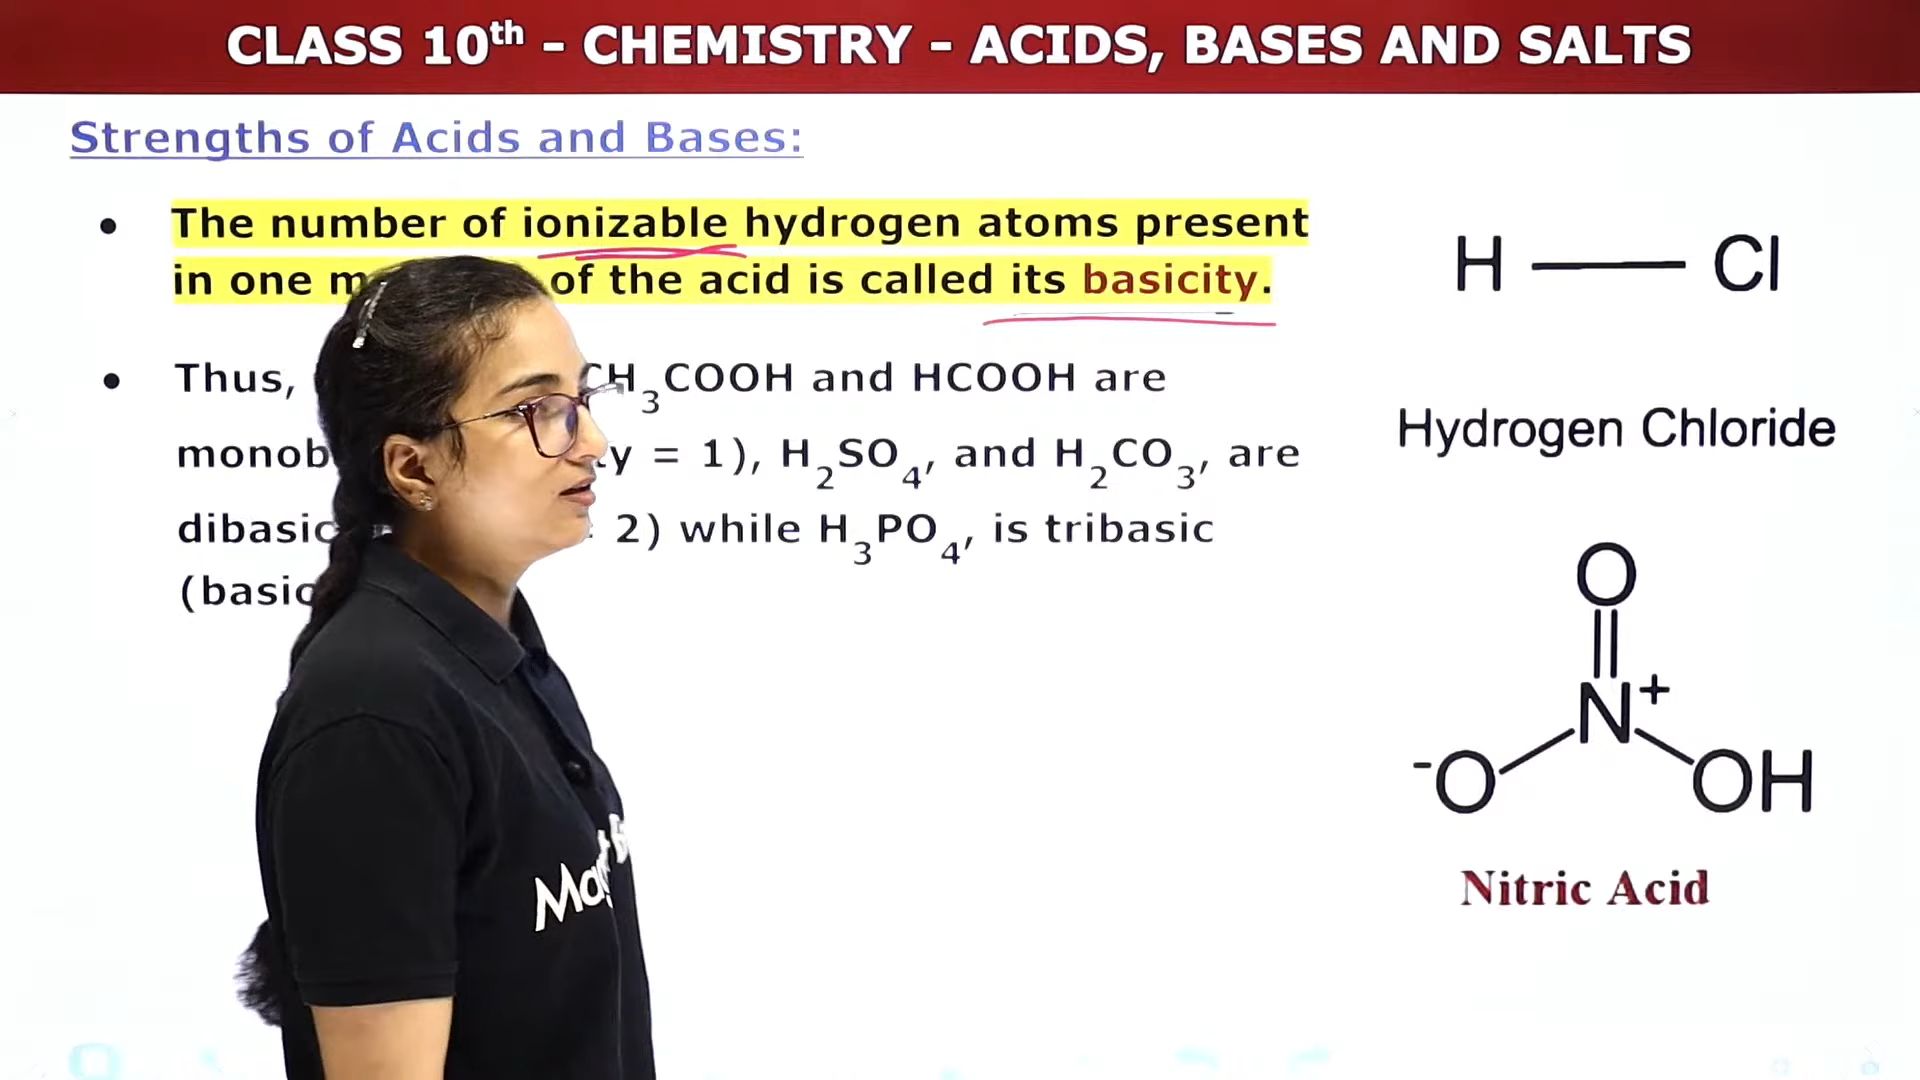 CLASS 10th - CHEMISTRY - ACIDS, BASES AND SALTS
Strengths of Acids and Bases:
• The number of ionizable hydrogen atoms present
in one of the acid is called its basicity.
• Thus, CH3COOH and HCOOH are
= 1), H2SO4, and H2CO3, are
dibasic 2) while H3PO4, is tribasic
H Cl
Hydrogen Chloride
O
N+
-O OH
Nitric Acid